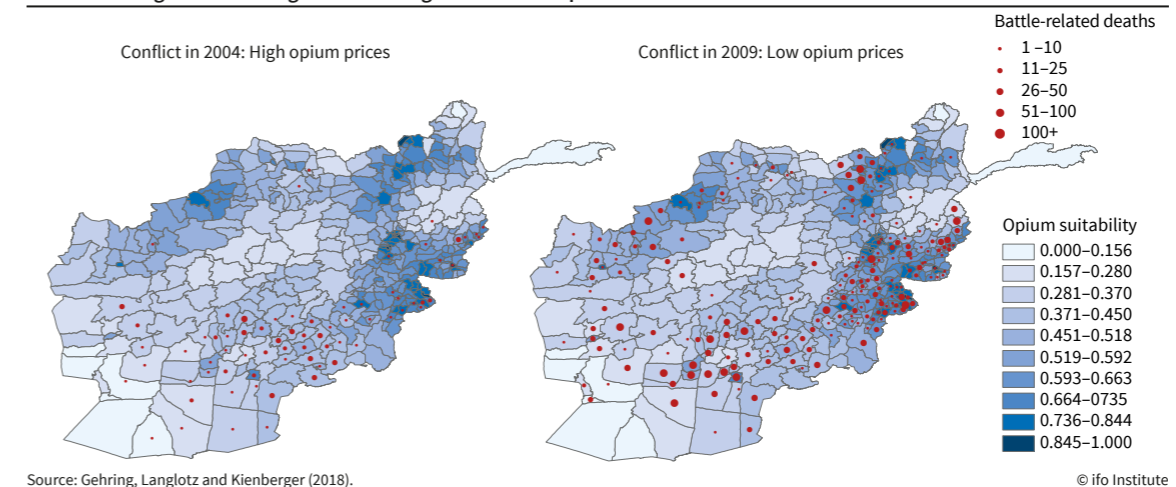 Conflict in 2004: High opium prices
Conflict in 2009: Low opium prices
Battle-related deaths
1 –10
11–25
26–50
51–100
100+
Opium suitability
0.000–0.156
0.157–0.280
0.281–0.370
0.371–0.450
0.451–0.518
0.519–0.592
0.593–0.663
0.664–0735
0.736–0.844
0.845–1.000
Source: Gehring, Langlotz and Kienberger (2018).
© ifo Institute